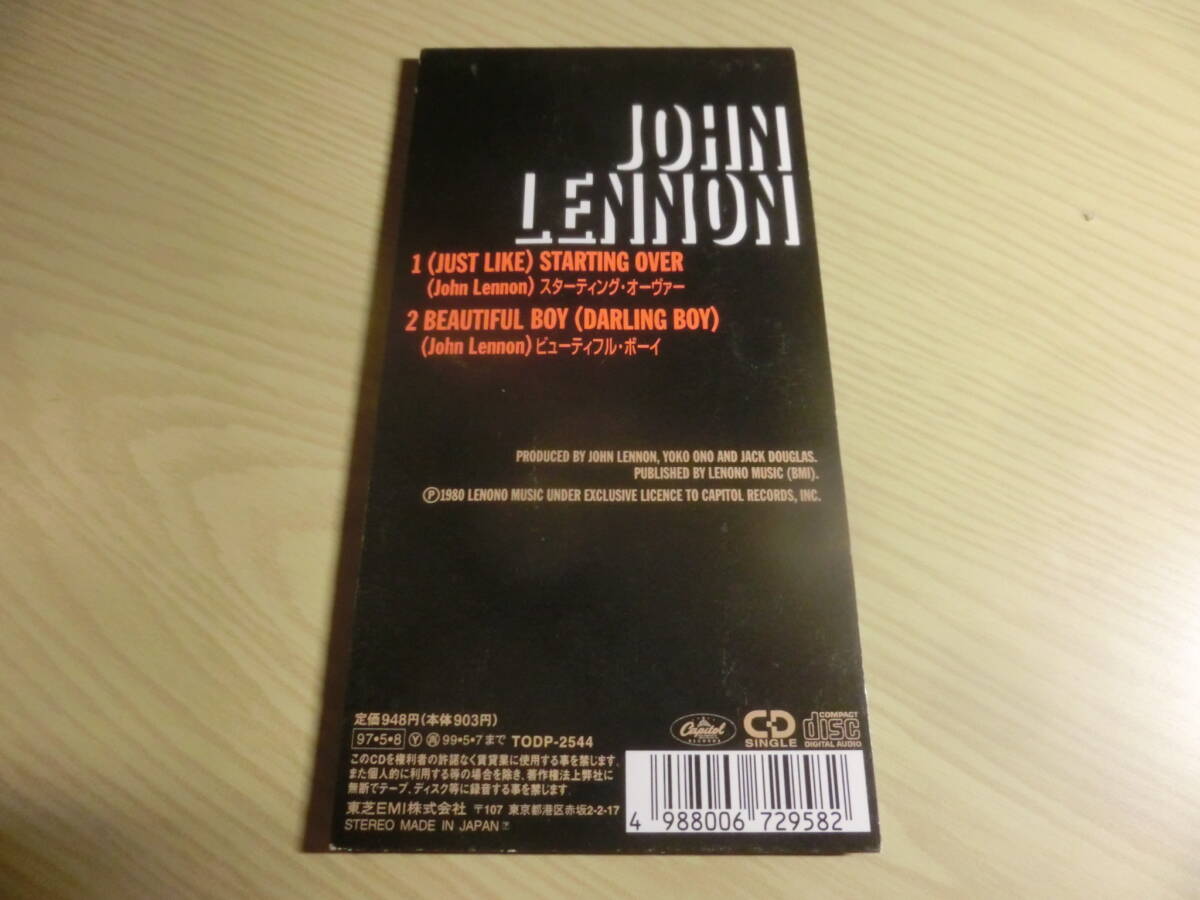 JOHN
LENNON
1 (JUST LIKE) STARTING OVER
(John Lennon) スターティング・オーヴァー
2 BEAUTIFUL BOY (DARLING BOY)
(John Lennon) ビューティフル・ボーイ
PRODUCED BY JOHN LENNON, YOKO ONO AND JACK DOUGLAS.
PUBLISHED BY LENONO MUSIC (BMI).
Ⓟ1980 LENONO MUSIC UNDER EXCLUSIVE LICENCE TO CAPITOL RECORDS, INC.
定価948円(本体903円)
97・5・8 Ⓨ 再 99・5・7まで TODP-2544
Capitol
RECORDS
CD
SINGLE
COMPACT
disc
DIGITAL AUDIO
このCDを権利者の許諾なく賃貸業に使用する事を禁じます。
また個人的に利用する等の場合を除き、著作権法上弊社に
無断でテープ、ディスク等に録音する事を禁じます。
東芝EMI株式会社 〒107 東京都港区赤坂2-2-17
STEREO MADE IN JAPAN
4 988006 729582